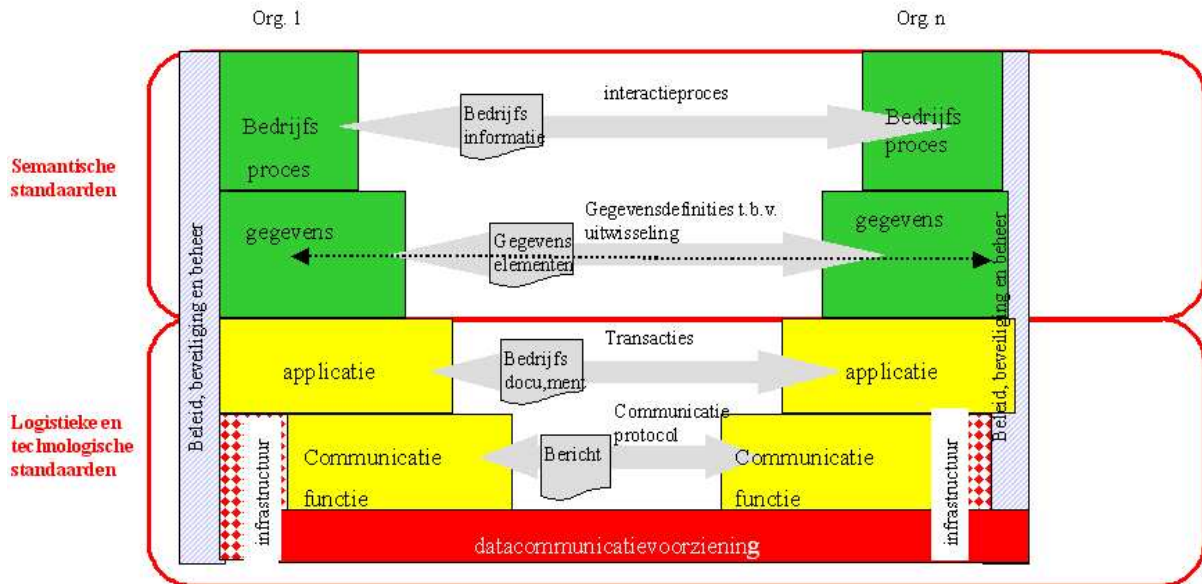 Org. 1
Org n
interactieproces
Bedrijfs
informatie
Bedrijfs
proces
Bedrijfs
proces
Semantische
standaarden
Gegevensdefinities t.b.v.
uitwisseling
gegevens
gegevens
Gegevens
elementen
Beleid, beveiliging en beheer
Beleid, beveiliging en beheer
Transacties
applicatie
Bedrijfs
docu,ment
applicatie
Logistieke en
technologische
standaarden
Communicatie
protocol
infrastructuur
Communicatie
functie
Bericht
Communicatie
functie
infrastructuur
datacommunicatievoorziening